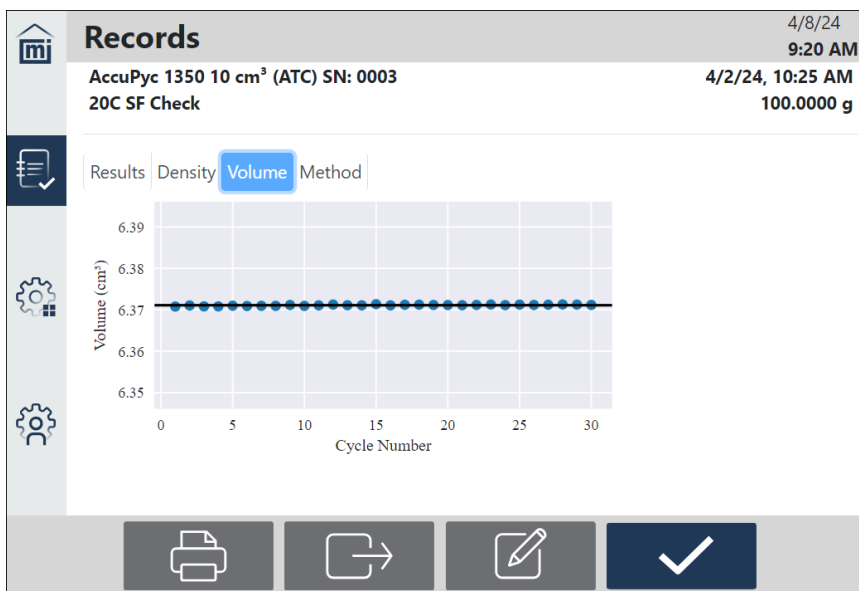 mi
Records
4/8/24
9:20 AM
AccuPyc 1350 10 cm³ (ATC) SN: 0003
4/2/24, 10:25 AM
20C SF Check
100.0000 g
Results Density Volume Method
6.39
6.38
6.37
6.36
6.35
Volume (cm³)
0 5 10 15 20 25 30
Cycle Number